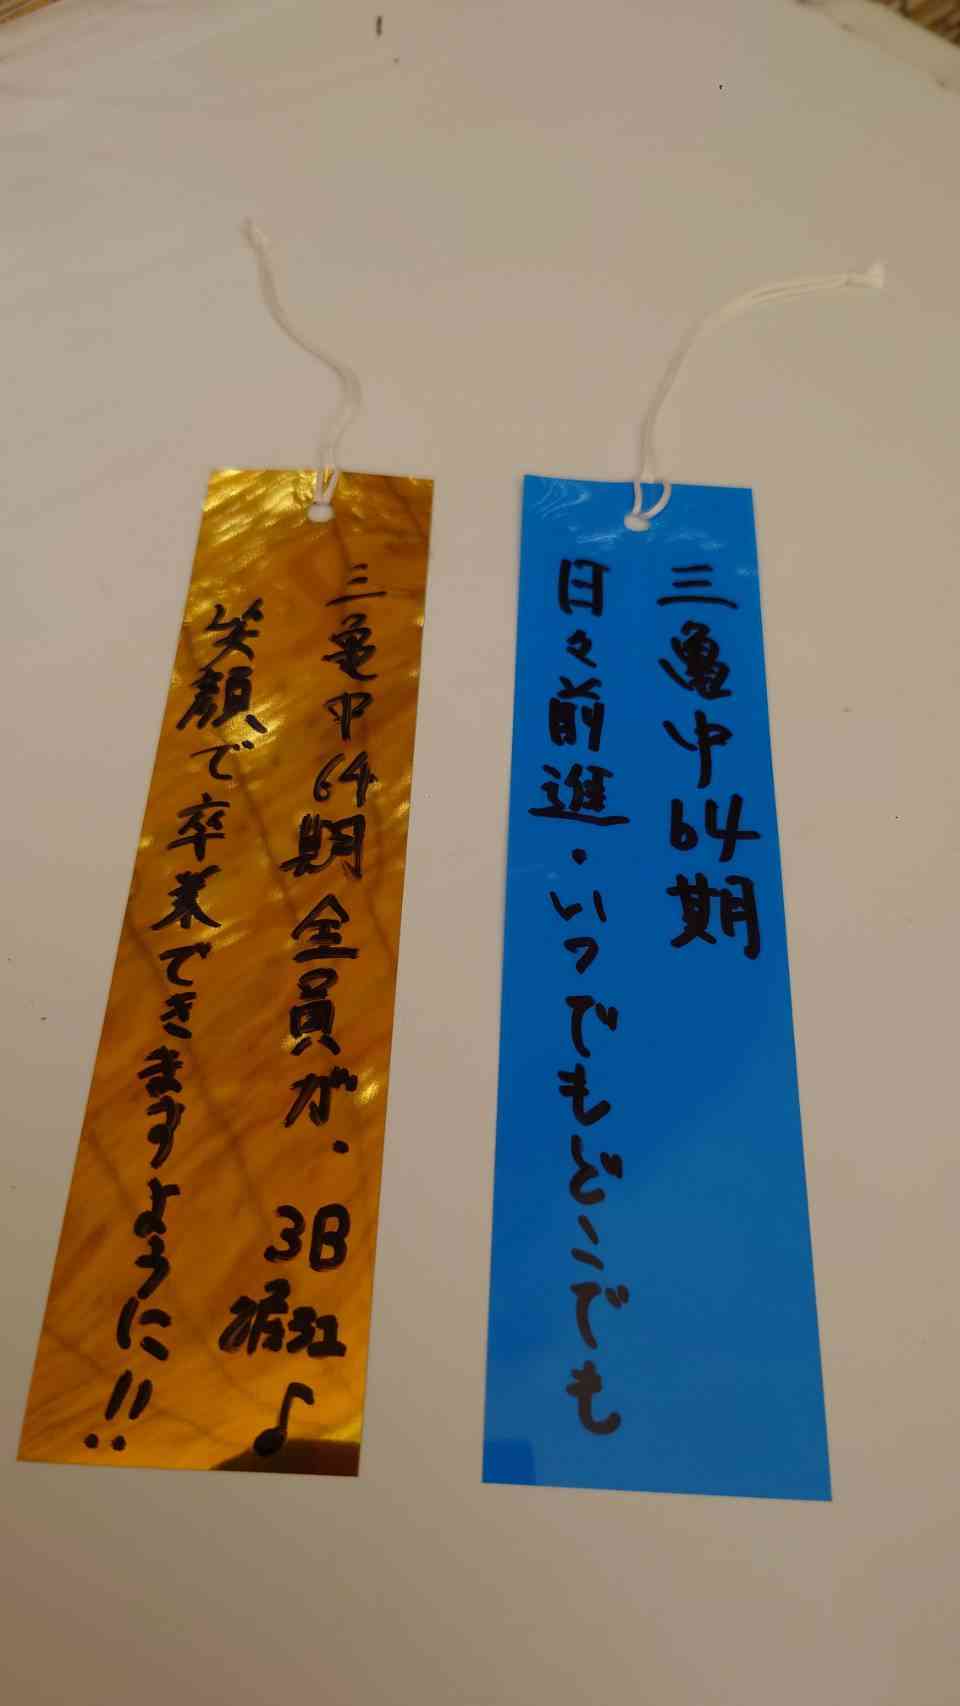 三亀中64期全員が、
笑顔で卒業できますように!!
3B
堀江♪
三亀中64期
日々前進・いつでもどこでも